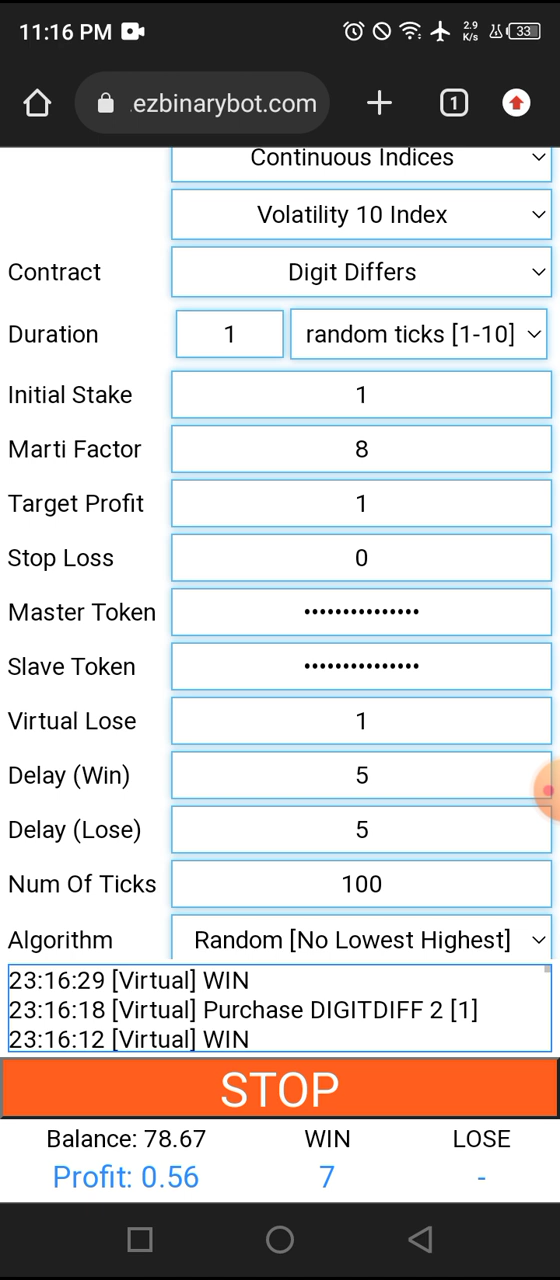 11:16 PM 2.9 K/s 33
.ezbinarybot.com 1
Continuous Indices
Volatility 10 Index
Contract Digit Differs
Duration 1 random ticks [1-10]
Initial Stake 1
Marti Factor 8
Target Profit 1
Stop Loss 0
Master Token •••••••••••••••
Slave Token •••••••••••••••
Virtual Lose 1
Delay (Win) 5
Delay (Lose) 5
Num Of Ticks 100
Algorithm Random [No Lowest Highest]
23:16:29 [Virtual] WIN
23:16:18 [Virtual] Purchase DIGITDIFF 2 [1]
23:16:12 [Virtual] WIN
STOP
Balance: 78.67 WIN LOSE
Profit: 0.56 7 -